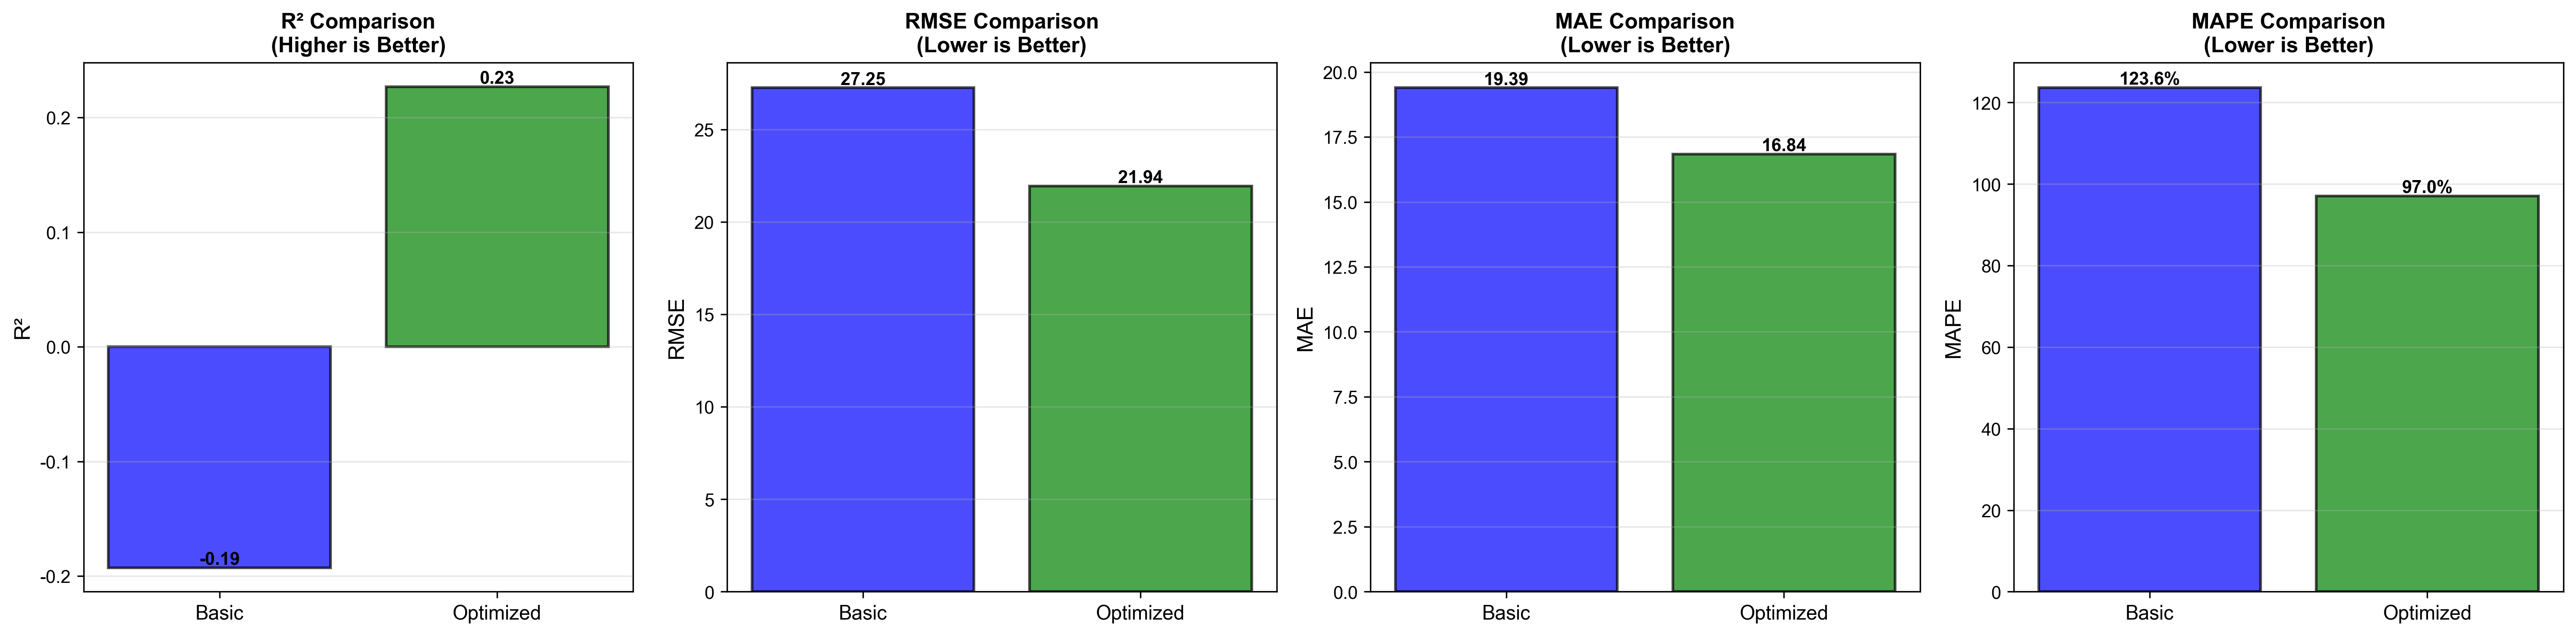 R² Comparison
(Higher is Better)
0.23
0.2
0.1
0.0
-0.1
-0.2
R²
-0.19
Basic
Optimized
RMSE Comparison
(Lower is Better)
27.25
21.94
25
20
15
10
5
0
RMSE
Basic
Optimized
MAE Comparison
(Lower is Better)
19.39
16.84
20.0
17.5
15.0
12.5
10.0
7.5
5.0
2.5
0.0
MAE
Basic
Optimized
MAPE Comparison
(Lower is Better)
123.6%
97.0%
120
100
80
60
40
20
0
MAPE
Basic
Optimized